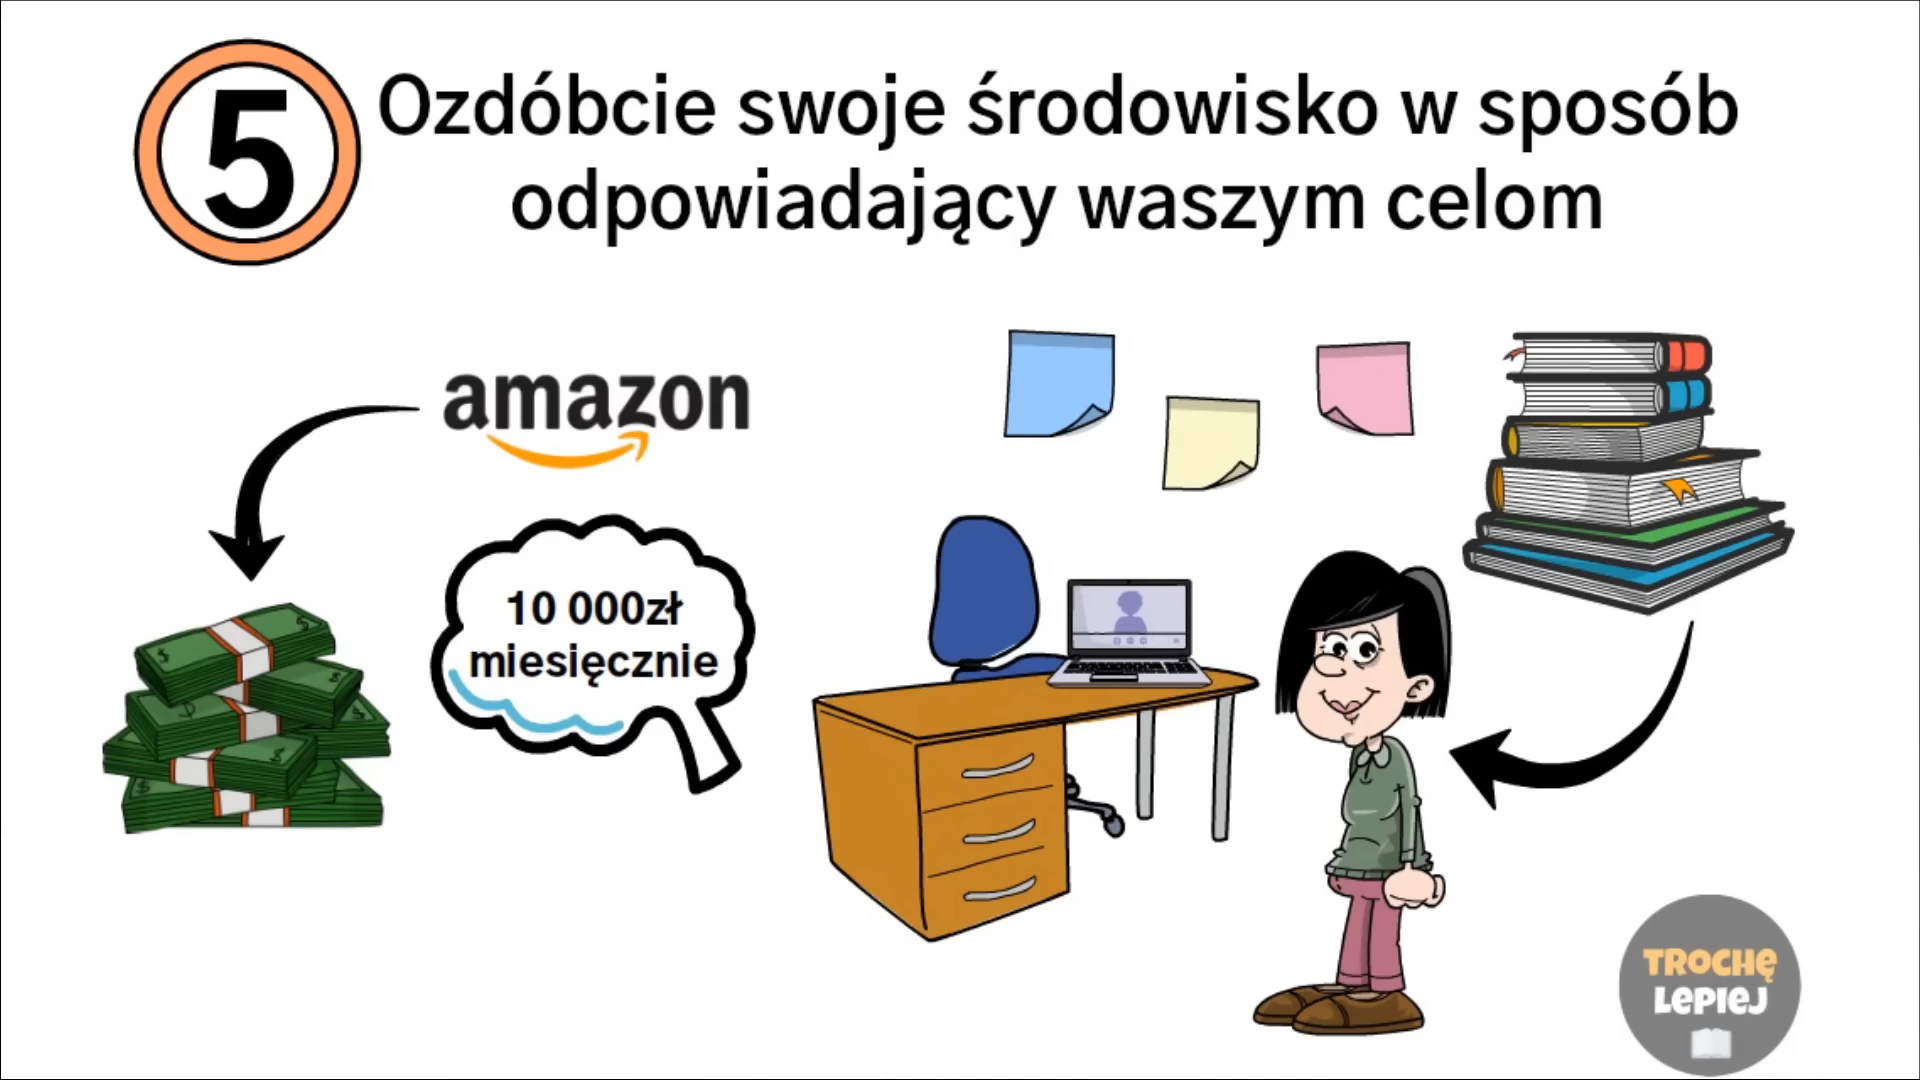 5
Ozdóbcie swoje środowisko w sposób
odpowiadający waszym celom
amazon
10 000zł
miesięcznie
TROCHĘ
LePIeJ